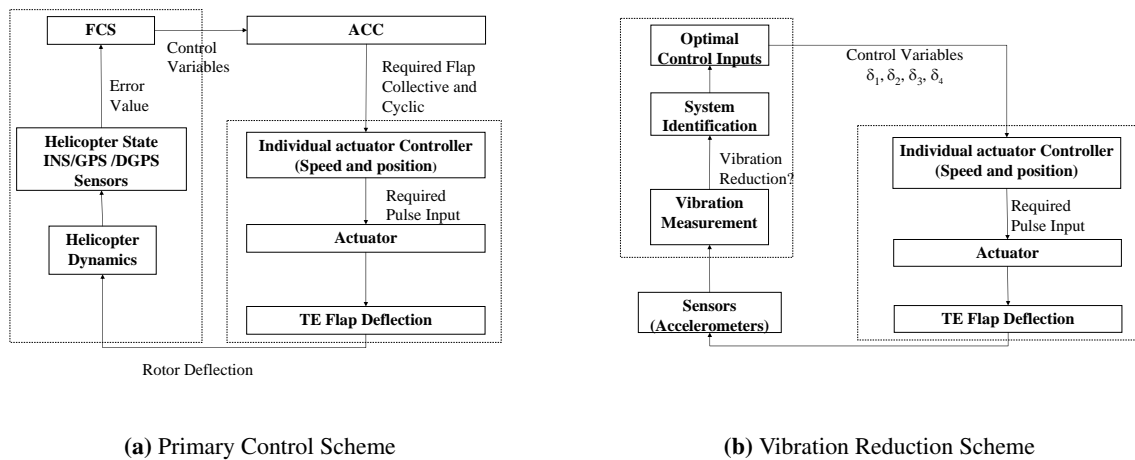 FCS
Control
Variables
ACC
Required Flap
Collective and
Cyclic
Error
Value
Helicopter State
INS/GPS /DGPS
Sensors
Individual actuator Controller
(Speed and position)
Required
Pulse Input
Helicopter
Dynamics
Actuator
TE Flap Deflection
Rotor Deflection
(a) Primary Control Scheme
Optimal
Control Inputs
Control Variables
δ₁, δ₂, δ₃, δ₄
System
Identification
Vibration
Reduction?
Individual actuator Controller
(Speed and position)
Vibration
Measurement
Required
Pulse Input
Actuator
Sensors
(Accelerometers)
TE Flap Deflection
(b) Vibration Reduction Scheme